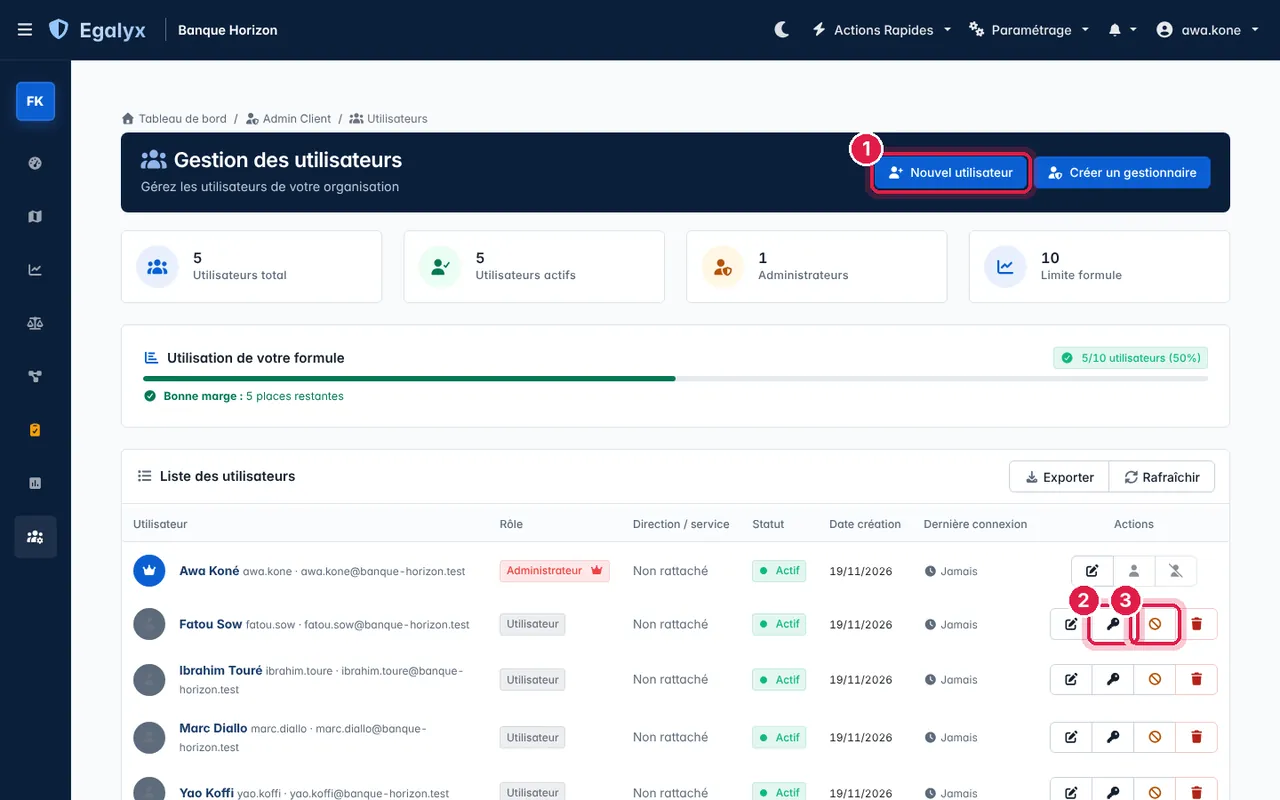 Egalyx
Banque Horizon
Actions Rapides
Paramétrage
awa.kone
FK
Tableau de bord / Admin Client / Utilisateurs
Gestion des utilisateurs
Gérez les utilisateurs de votre organisation
1
Nouvel utilisateur
Créer un gestionnaire
5
Utilisateurs total
5
Utilisateurs actifs
1
Administrateurs
10
Limite formule
Utilisation de votre formule
5/10 utilisateurs (50%)
Bonne marge : 5 places restantes
Liste des utilisateurs
Exporter
Rafraîchir
Utilisateur Rôle Direction / service Statut Date création Dernière connexion Actions
Awa Koné awa.kone · awa.kone@banque-horizon.test Administrateur Non rattaché Actif 19/11/2026 Jamais
2 3
Fatou Sow fatou.sow · fatou.sow@banque-horizon.test Utilisateur Non rattaché Actif 19/11/2026 Jamais
Ibrahim Touré ibrahim.toure · ibrahim.toure@banque-
horizon.test
Utilisateur Non rattaché Actif 19/11/2026 Jamais
Marc Diallo marc.diallo · marc.diallo@banque-
horizon.test
Utilisateur Non rattaché Actif 19/11/2026 Jamais
Yao Koffi yao.koffi · yao.koffi@banque-horizon.test Utilisateur Non rattaché Actif 19/11/2026 Jamais